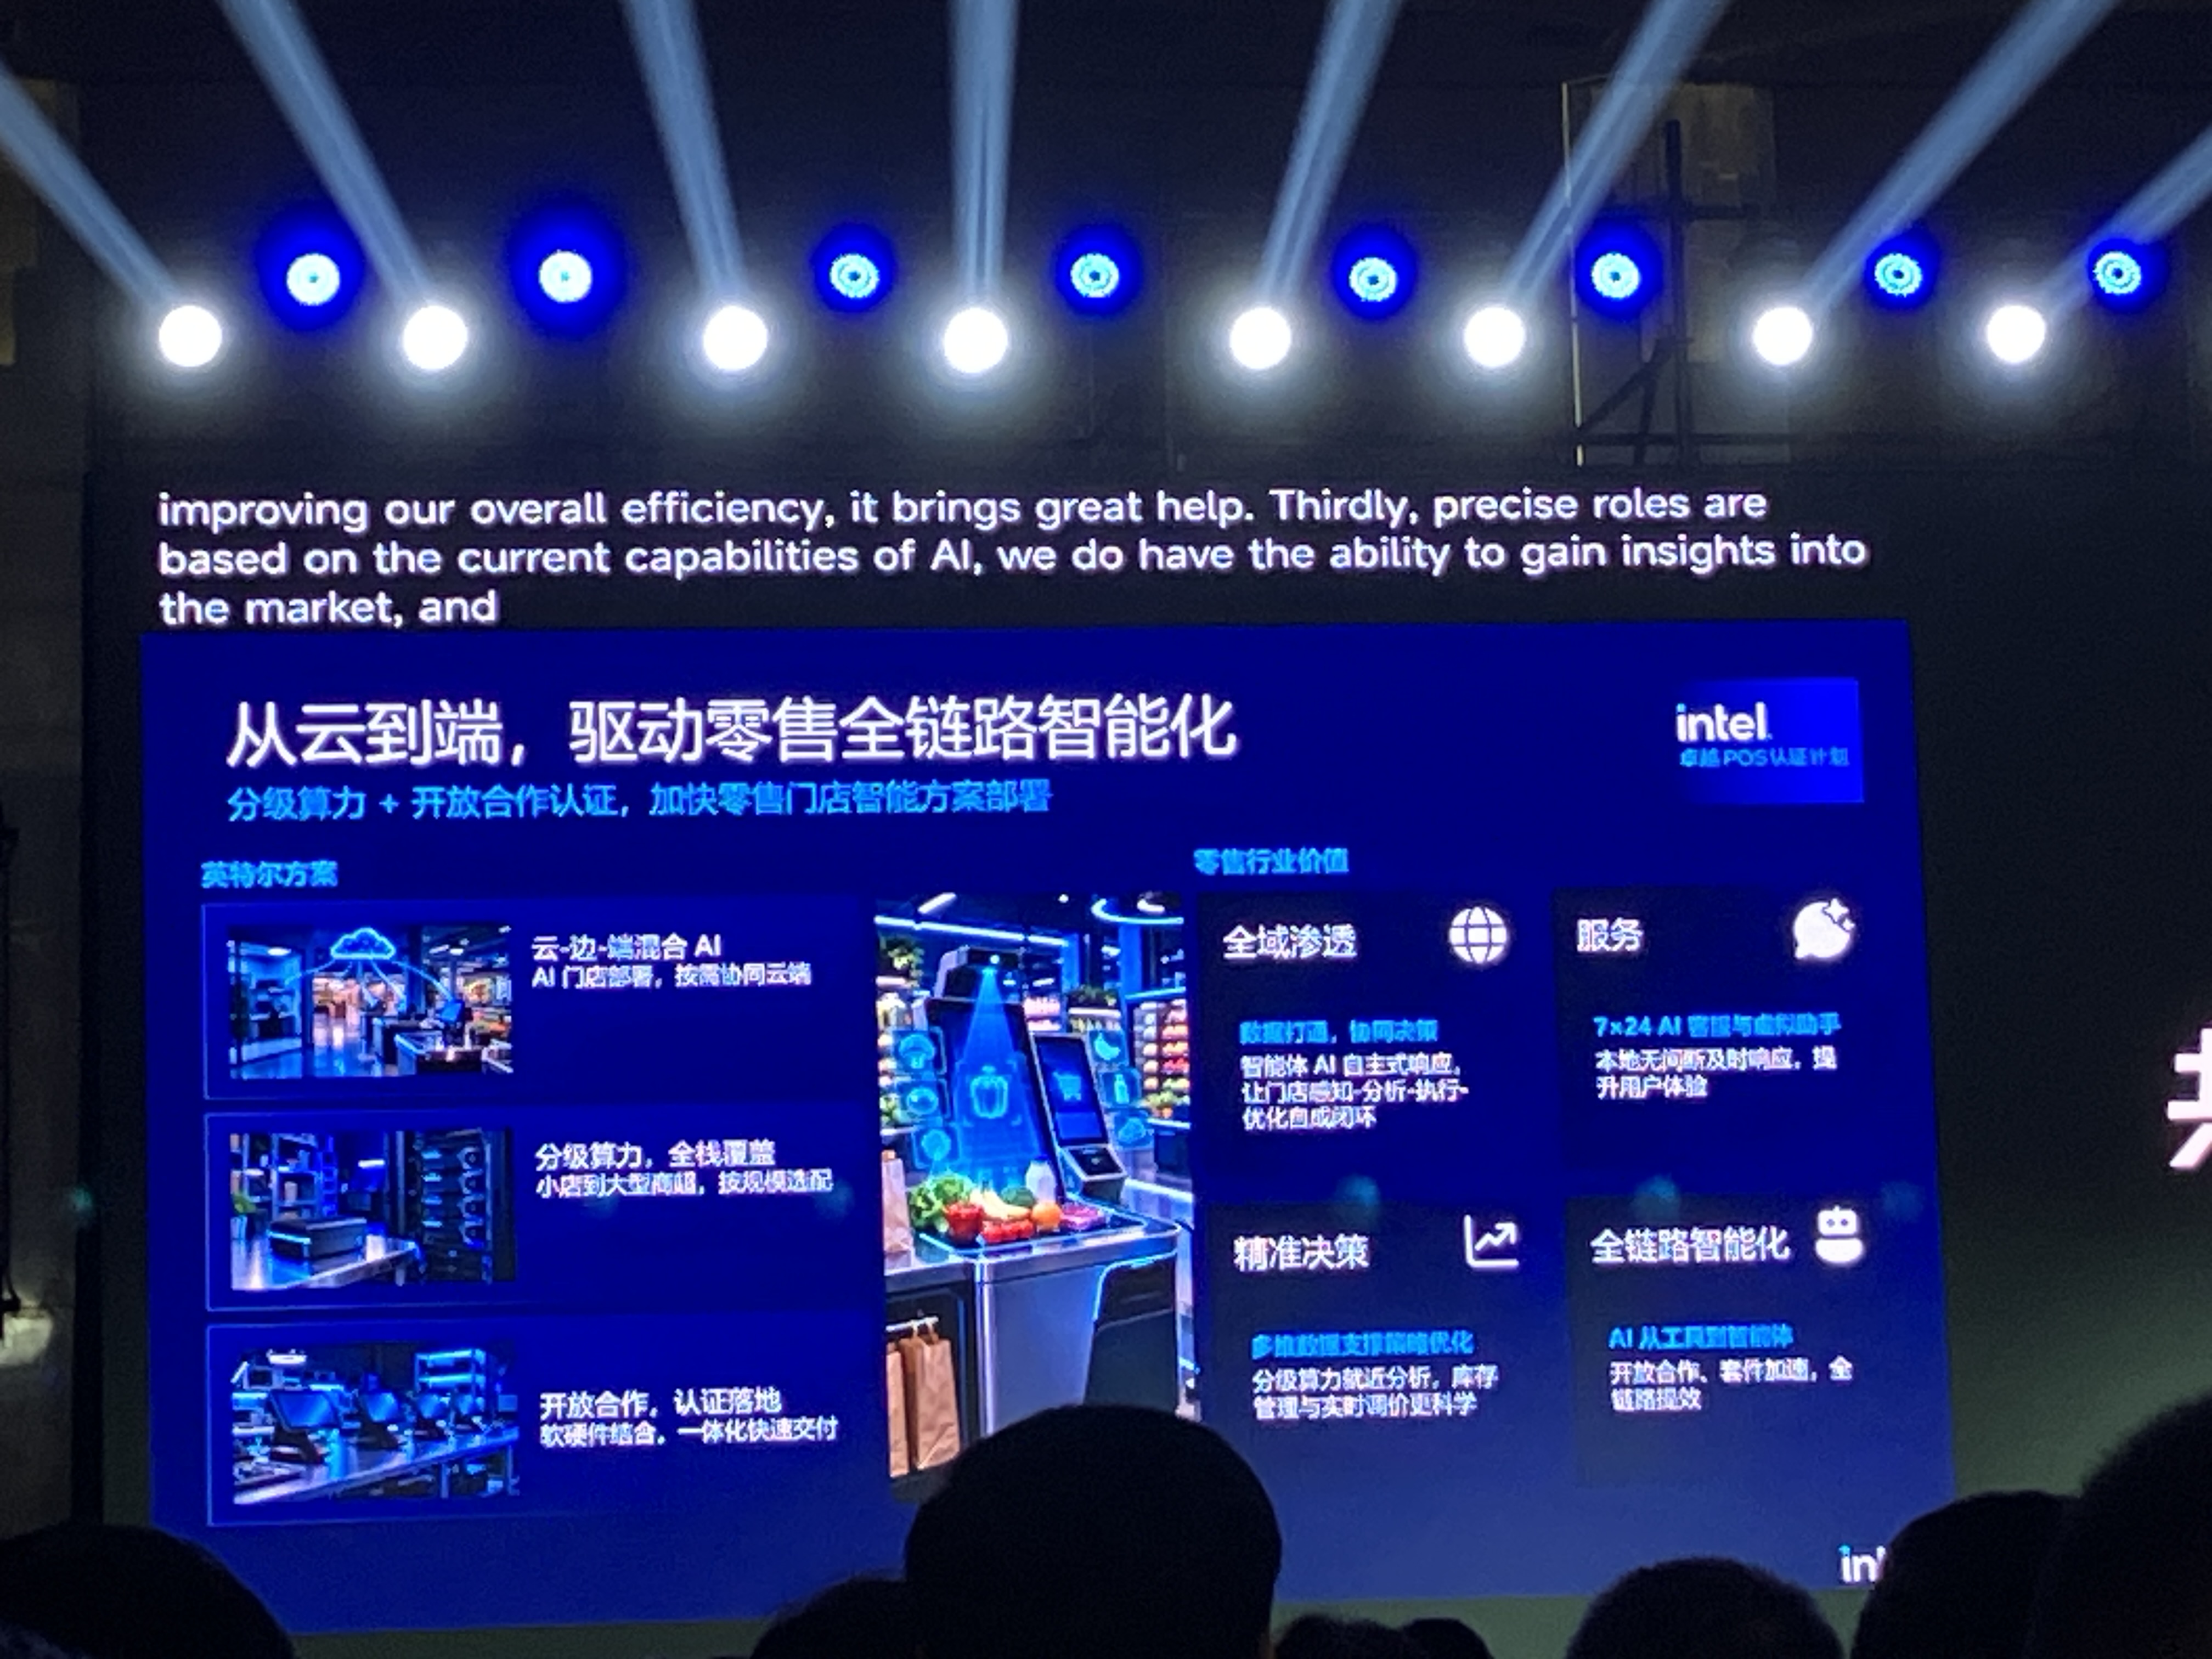 improving our overall efficiency, it brings great help. Thirdly, precise roles are
based on the current capabilities of AI, we do have the ability to gain insights into
the market, and
从云到端，驱动零售全链路智能化
分级算力 + 开放合作认证，加快零售门店智能方案部署
intel.
卓越POS认证计划
英特尔方案
云-边-端混合 AI
AI 门店部署，按需协同云端
分级算力，全栈覆盖
小店到大型商超，按规模选配
开放合作，认证落地
软硬件结合，一体化快速交付
零售行业价值
全域渗透
数据打通，协同决策
智能体 AI 自主式响应，
让门店感知-分析-执行-
优化自成闭环
服务
7×24 AI 客服与虚拟助手
本地无间断及时响应，提
升用户体验
精准决策
多维数据支撑策略优化
分级算力就近分析，库存
管理与实时调价更科学
全链路智能化
AI 从工具到智能体
开放合作、套件加速，全
链路提效